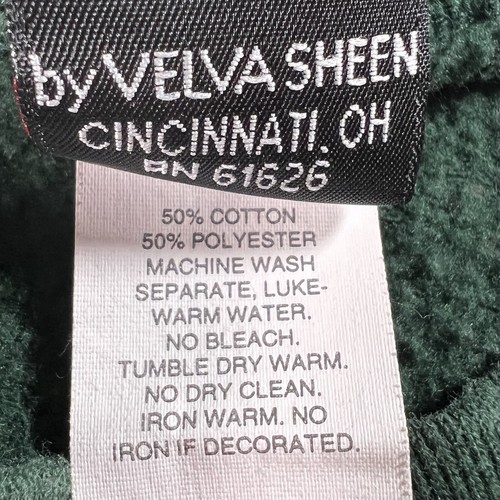 by VELVA SHEEN
CINCINNATI. OH
RN 61626
50% COTTON
50% POLYESTER
MACHINE WASH
SEPARATE, LUKE-
WARM WATER.
NO BLEACH.
TUMBLE DRY WARM.
NO DRY CLEAN.
IRON WARM. NO
IRON IF DECORATED.